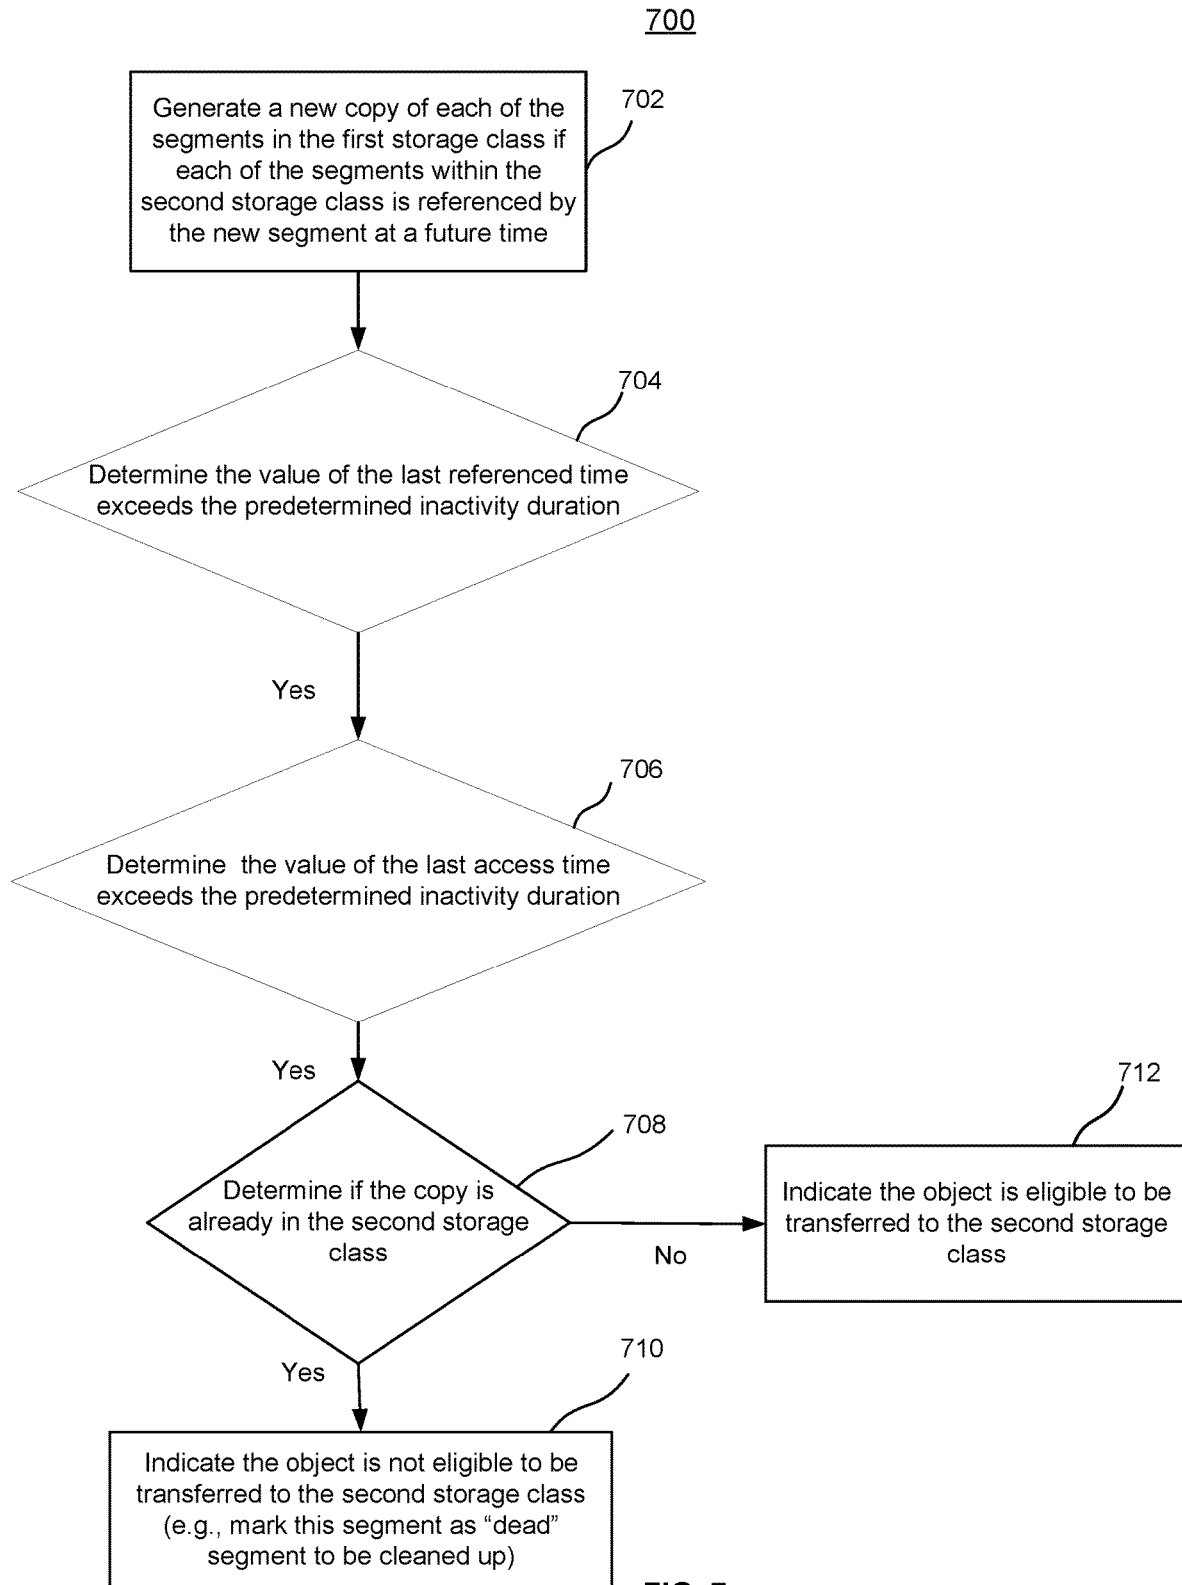 700
Generate a new copy of each of the
segments in the first storage class if
each of the segments within the
second storage class is referenced by
the new segment at a future time
702
704
Determine the value of the last referenced time
exceeds the predetermined inactivity duration
Yes
706
Determine the value of the last access time
exceeds the predetermined inactivity duration
Yes
708
Determine if the copy is
already in the second storage
class
No
712
Indicate the object is eligible to be
transferred to the second storage
class
Yes
710
Indicate the object is not eligible to be
transferred to the second storage class
(e.g., mark this segment as “dead”
segment to be cleaned up)